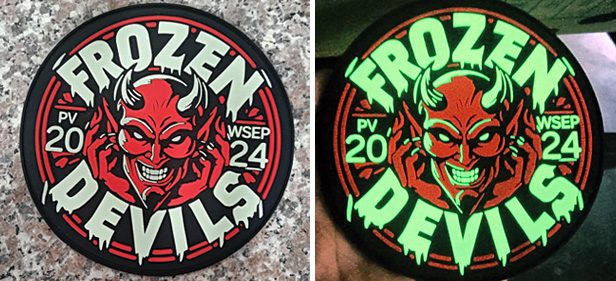 FROZEN
PV WSEP
20 24
DEVILS
FROZEN
PV WSEP
20 24
DEVILS